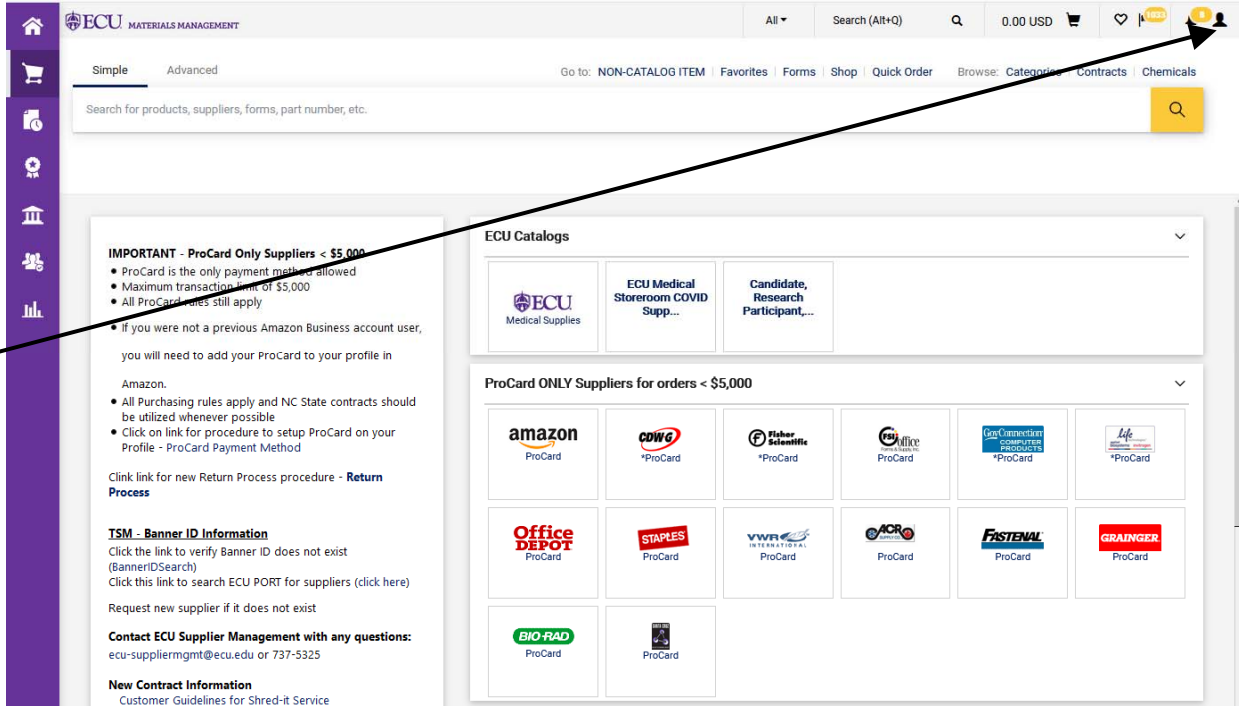 ECU MATERIALS MANAGEMENT
All
Search (Alt+Q)
0.00 USD
1033
Simple Advanced
Go to: NON-CATALOG ITEM | Favorites | Forms | Shop | Quick Order Browse: Categories | Contracts | Chemicals
Search for products, suppliers, forms, part number, etc.
IMPORTANT - ProCard Only Suppliers < $5,000
• ProCard is the only payment method allowed
• Maximum transaction limit of $5,000
• All ProCard rules still apply
• If you were not a previous Amazon Business account user,
you will need to add your ProCard to your profile in
Amazon.
• All Purchasing rules apply and NC State contracts should
be utilized whenever possible
• Click on link for procedure to setup ProCard on your
Profile - ProCard Payment Method
Clink link for new Return Process procedure - Return
Process
TSM - Banner ID Information
Click the link to verify Banner ID does not exist
(BannerIDSearch)
Click this link to search ECU PORT for suppliers (click here)
Request new supplier if it does not exist
Contact ECU Supplier Management with any questions:
ecu-suppliermgmt@ecu.edu or 737-5325
New Contract Information
Customer Guidelines for Shred-it Service
ECU Catalogs
ECU
Medical Supplies
ECU Medical
Storeroom COVID
Supp...
Candidate,
Research
Participant,...
ProCard ONLY Suppliers for orders < $5,000
amazon
ProCard
CDWG
*ProCard
Fisher
Scientific
*ProCard
FSIoffice
ProCard
GovConnection
COMPUTER
PRODUCTS
*ProCard
life
*ProCard
Office
DEPOT
ProCard
STAPLES
ProCard
VWR
INTERNATIONAL
ProCard
ACR
SUPPLY CO
ProCard
FASTENAL
ProCard
GRAINGER
ProCard
BIO-RAD
ProCard
ProCard